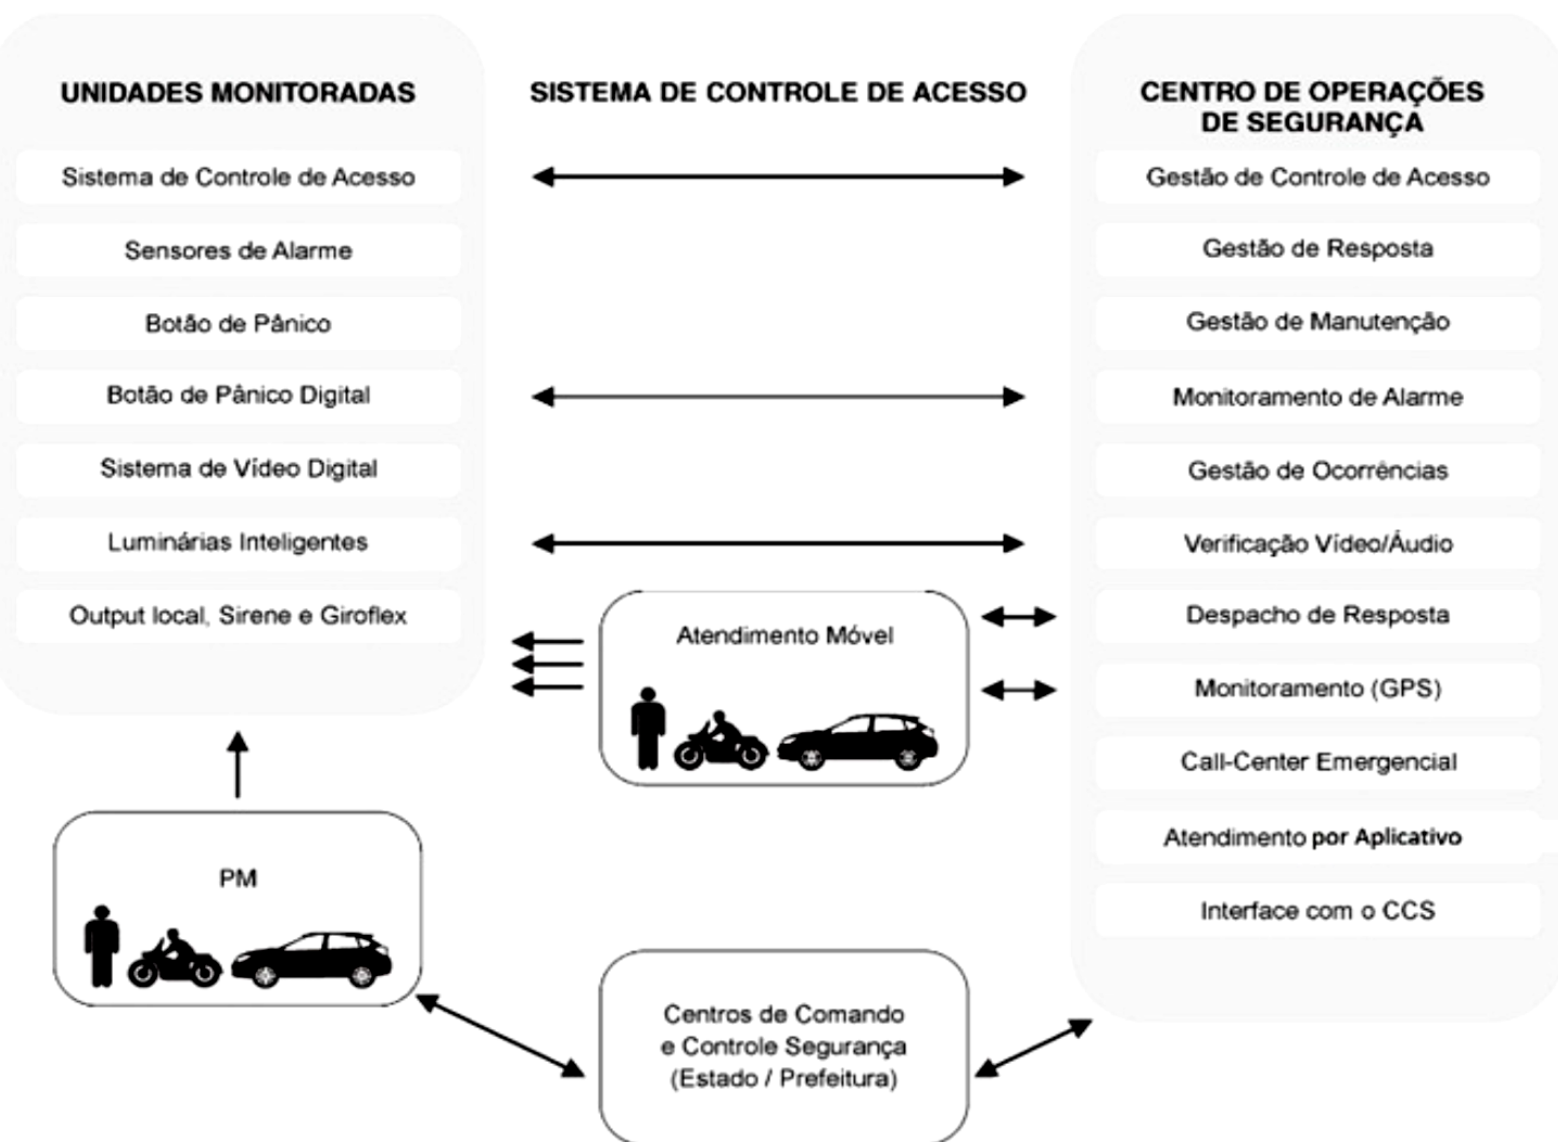 UNIDADES MONITORADAS
Sistema de Controle de Acesso
Sensores de Alarme
Botão de Pânico
Botão de Pânico Digital
Sistema de Vídeo Digital
Luminárias Inteligentes
Output local, Sirene e Giroflex
SISTEMA DE CONTROLE DE ACESSO
CENTRO DE OPERAÇÕES
DE SEGURANÇA
Gestão de Controle de Acesso
Gestão de Resposta
Gestão de Manutenção
Monitoramento de Alarme
Gestão de Ocorrências
Verificação Vídeo/Áudio
Despacho de Resposta
Monitoramento (GPS)
Call-Center Emergencial
Atendimento por Aplicativo
Interface com o CCS
Atendimento Móvel
PM
Centros de Comando
e Controle Segurança
(Estado / Prefeitura)